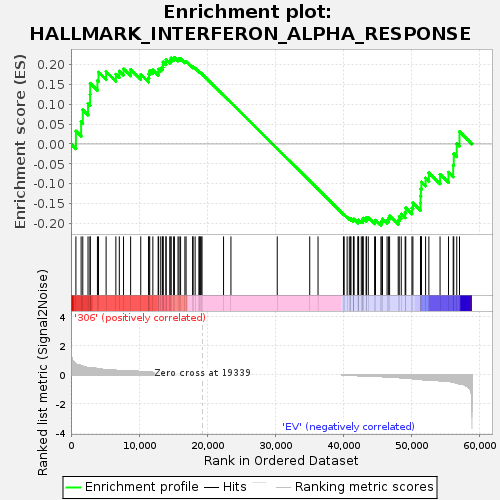 Enrichment plot:
HALLMARK_INTERFERON_ALPHA_RESPONSE
Enrichment score (ES)
0.20
0.15
0.10
0.05
0.00
-0.05
-0.10
-0.15
-0.20
'306' (positively correlated)
Ranked list metric (Signal2Noise)
4
2
0
-2
-4
Zero cross at 19339
'EV' (negatively correlated)
0 10,000 20,000 30,000 40,000 50,000 60,000
Rank in Ordered Dataset
Enrichment profile Hits Ranking metric scores